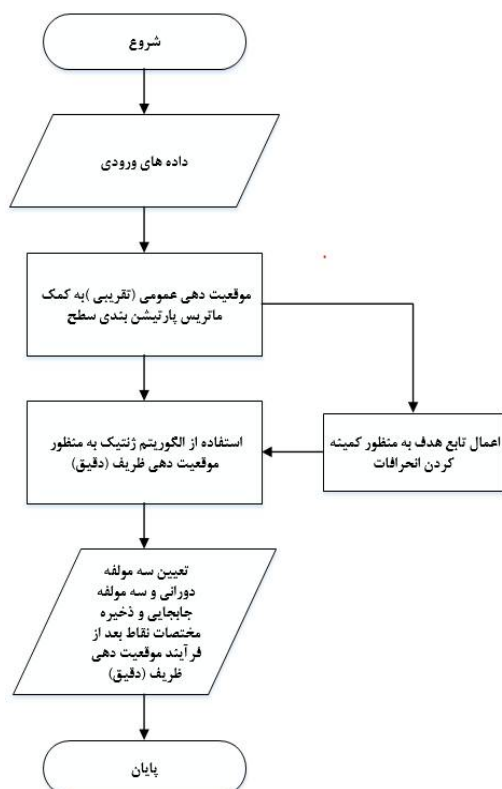 شروع
داده های ورودی
موقعیت دهی عمومی (تقریبی )به کمک
ماتریس پارتیشن بندی سطح
استفاده از الگوریتم ژنتیک به منظور
موقعیت دهی ظریف (دقیق)
اعمال تابع هدف به منظور کمینه
کردن انحرافات
تعیین سه مولفه
دورانی و سه مولفه
جابجایی و ذخیره
مختصات نقاط بعد از
فرآیند موقعیت دهی
ظریف (دقیق)
پایان